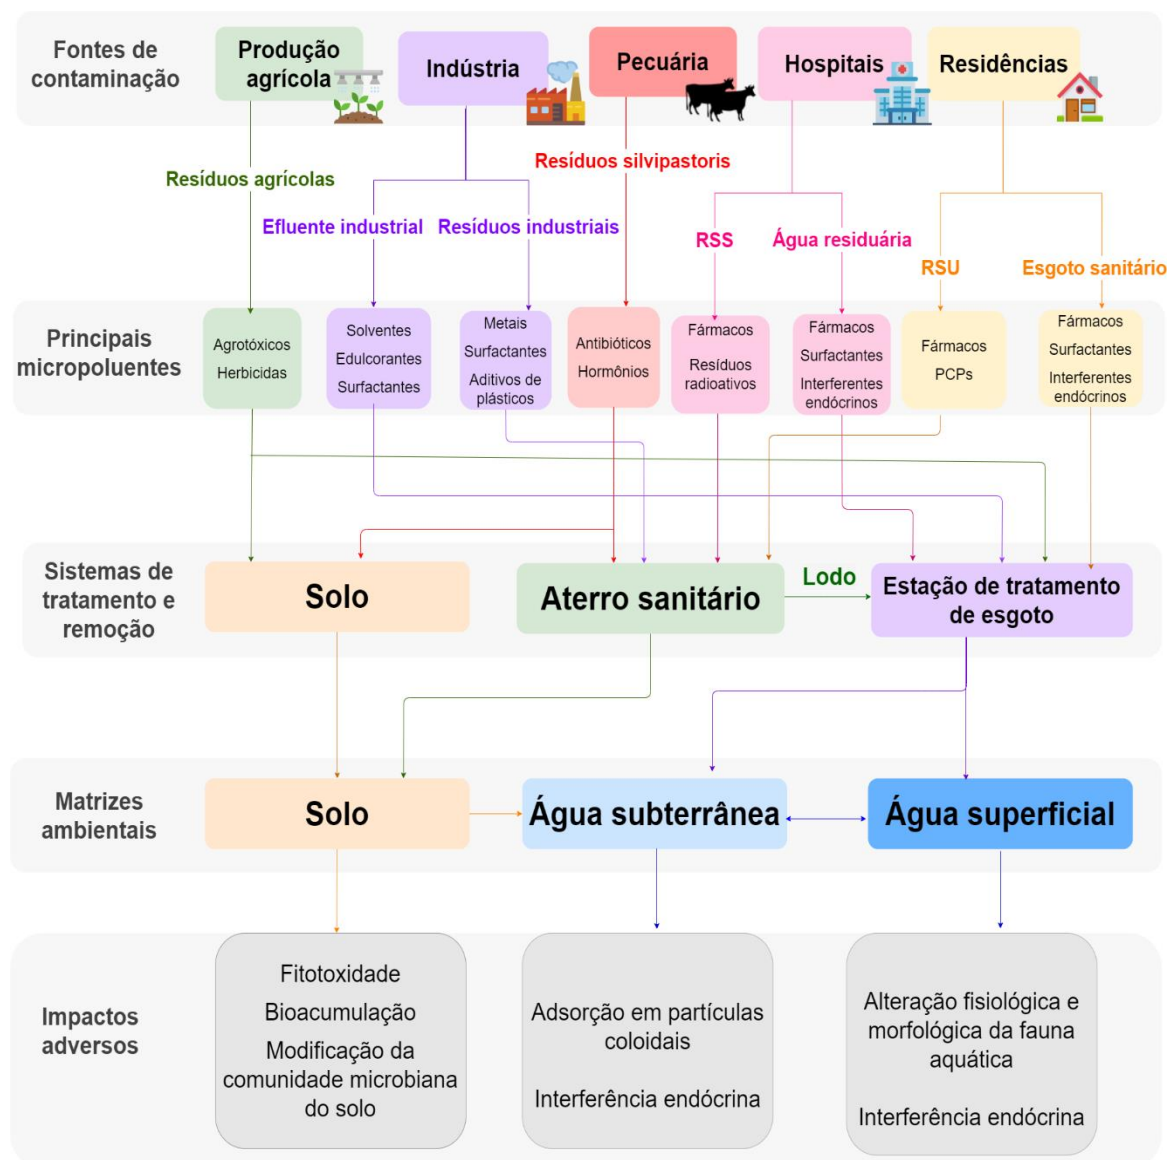 Fontes de
contaminação
Produção
agrícola
Indústria
Pecuária
Hospitais
Residências
Resíduos silvipastoris
Resíduos agrícolas
Efluente industrial
Resíduos industriais
RSS
Água residuária
RSU
Esgoto sanitário
Principais
micropoluentes
Agrotóxicos
Herbicidas
Solventes
Edulcorantes
Surfactantes
Metais
Surfactantes
Aditivos de
plásticos
Antibióticos
Hormônios
Fármacos
Resíduos
radioativos
Fármacos
Surfactantes
Interferentes
endócrinos
Fármacos
PCPs
Fármacos
Surfactantes
Interferentes
endócrinos
Sistemas de
tratamento e
remoção
Solo
Aterro sanitário
Lodo
Estação de tratamento
de esgoto
Matrizes
ambientais
Solo
Água subterrânea
Água superficial
Impactos
adversos
Fitotoxidade
Bioacumulação
Modificação da
comunidade microbiana
do solo
Adsorção em partículas
coloidais
Interferência endócrina
Alteração fisiológica e
morfológica da fauna
aquática
Interferência endócrina